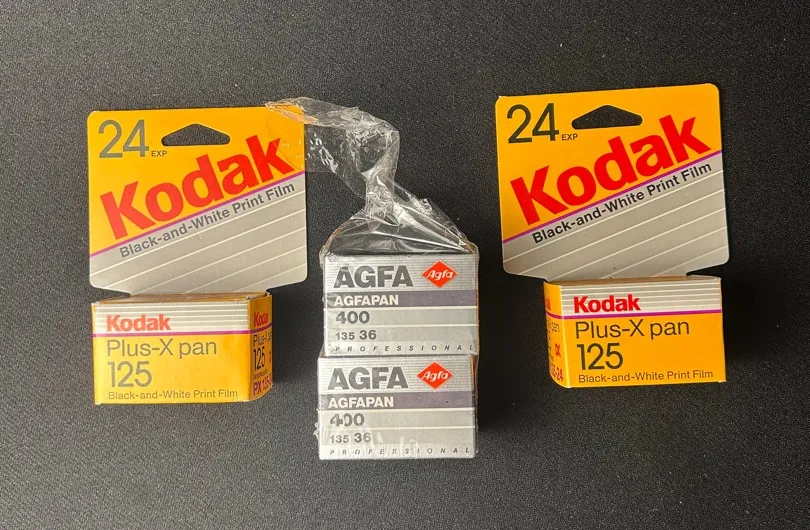 24 EXP
Kodak
Black-and-White Print Film
Kodak
Plus-X pan
125
Black-and-White Print Film
Kodak
125
AGFA Agfa
AGFAPAN
400
135 36
PROFESSIONAL
AGFA Agfa
AGFAPAN
400
135 36
PROFESSIONAL
24 EXP
Kodak
Black-and-White Print Film
Kodak
Plus-X pan
125
Black-and-White Print Film